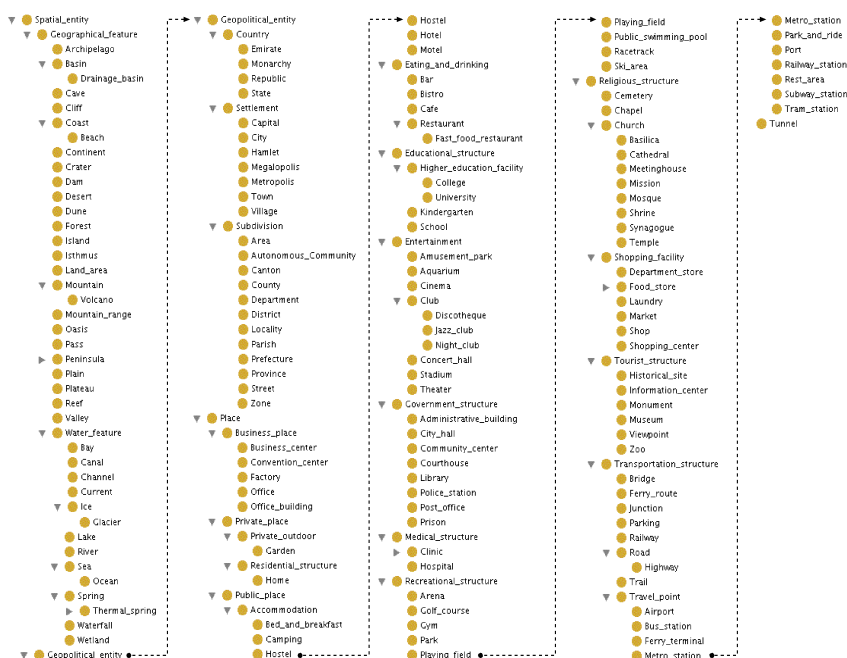 Spatial_entity
Geographical_feature
Archipelago
Basin
Drainage_basin
Cave
Cliff
Coast
Beach
Continent
Crater
Dam
Desert
Dune
Forest
Island
Isthmus
Land_area
Mountain
Volcano
Mountain_range
Oasis
Pass
Peninsula
Plain
Plateau
Reef
Valley
Water_feature
Bay
Canal
Channel
Current
Ice
Glacier
Lake
River
Sea
Ocean
Spring
Thermal_spring
Waterfall
Wetland
Geopolitical_entity
Geopolitical_entity
Country
Emirate
Monarchy
Republic
State
Settlement
Capital
City
Hamlet
Megalopolis
Metropolis
Town
Village
Subdivision
Area
Autonomous_Community
Canton
County
Department
District
Locality
Parish
Prefecture
Province
Street
Zone
Place
Business_place
Business_center
Convention_center
Factory
Office
Office_building
Private_place
Private_outdoor
Garden
Residential_structure
Home
Public_place
Accommodation
Bed_and_breakfast
Camping
Hostel
Hostel
Hotel
Motel
Eating_and_drinking
Bar
Bistro
Cafe
Restaurant
Fast_food_restaurant
Educational_structure
Higher_education_facility
College
University
Kindergarten
School
Entertainment
Amusement_park
Aquarium
Cinema
Club
Discotheque
Jazz_club
Night_club
Concert_hall
Stadium
Theater
Government_structure
Administrative_building
City_hall
Community_center
Courthouse
Library
Police_station
Post_office
Prison
Medical_structure
Clinic
Hospital
Recreational_structure
Arena
Golf_course
Gym
Park
Playing_field
Playing_field
Public_swimming_pool
Racetrack
Ski_area
Religious_structure
Cemetery
Chapel
Church
Basilica
Cathedral
Meetinghouse
Mission
Mosque
Shrine
Synagogue
Temple
Shopping_facility
Department_store
Food_store
Laundry
Market
Shop
Shopping_center
Tourist_structure
Historical_site
Information_center
Monument
Museum
Viewpoint
Zoo
Transportation_structure
Bridge
Ferry_route
Junction
Parking
Railway
Road
Highway
Trail
Travel_point
Airport
Bus_station
Ferry_terminal
Metro_station
Metro_station
Park_and_ride
Port
Railway_station
Rest_area
Subway_station
Tram_station
Tunnel